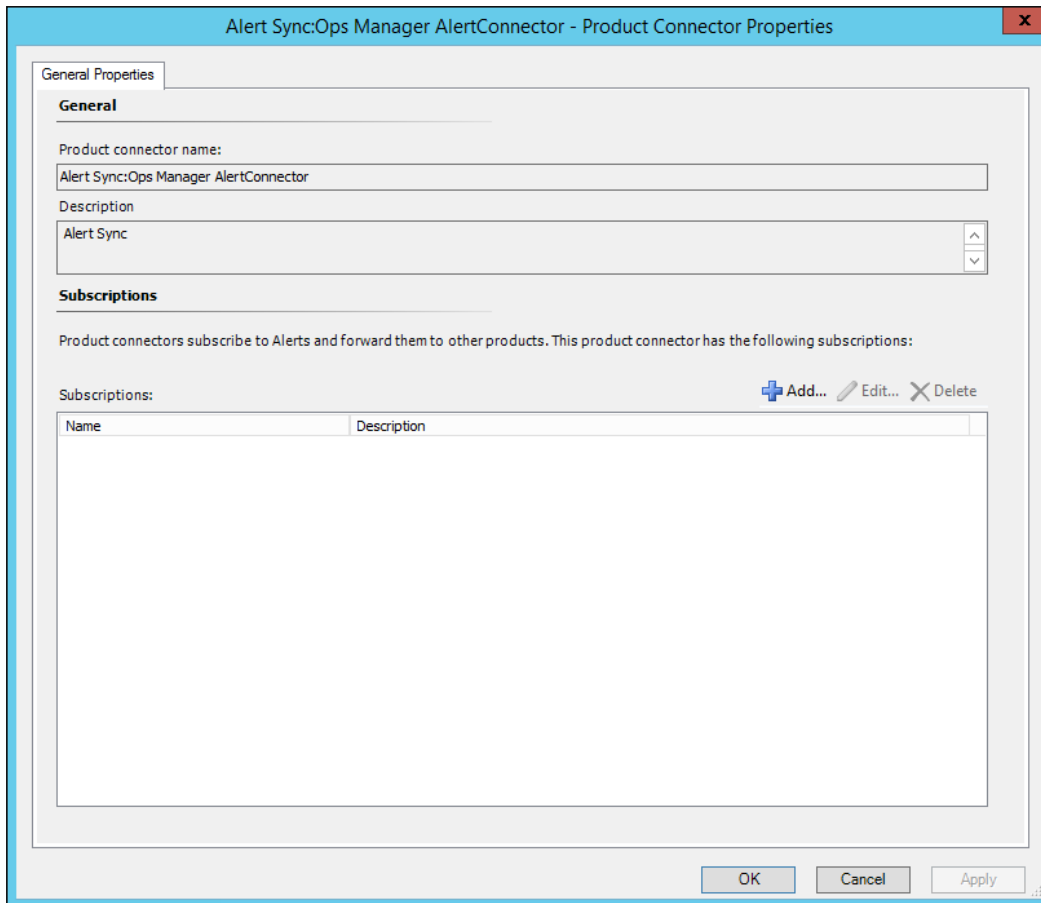 Alert Sync:Ops Manager AlertConnector - Product Connector Properties
x
General Properties
General
Product connector name:
Alert Sync:Ops Manager AlertConnector
Description
Alert Sync
Subscriptions
Product connectors subscribe to Alerts and forward them to other products. This product connector has the following subscriptions:
Subscriptions: Add... Edit... Delete
Name Description
OK Cancel Apply